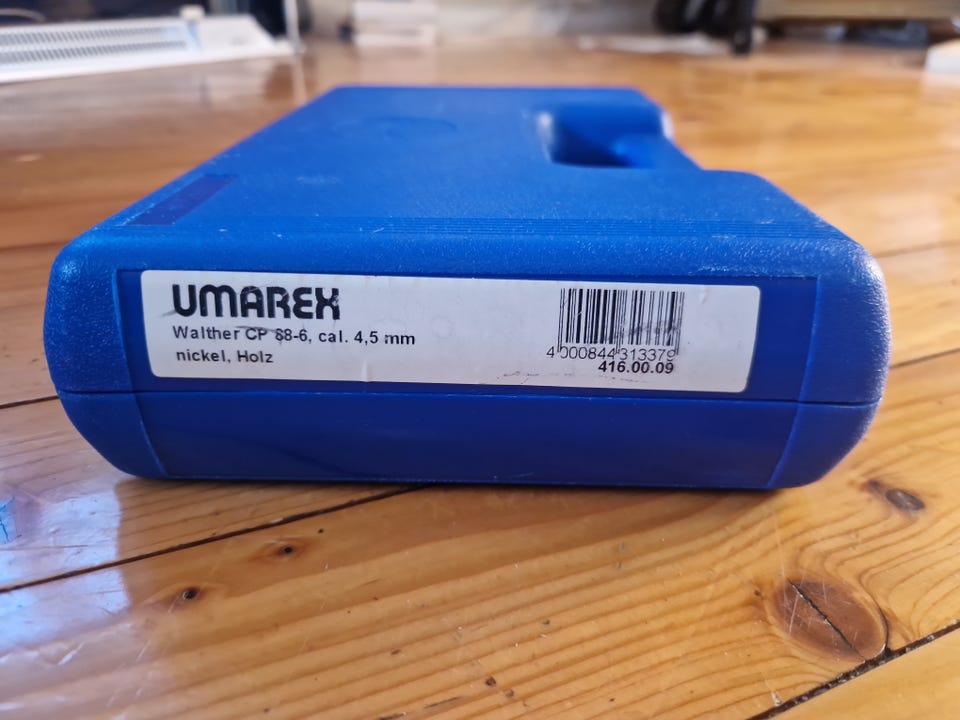 UMAREX
Walther CP 88-6, cal. 4,5 mm
nickel, Holz
4 000844 313379
416.00.09